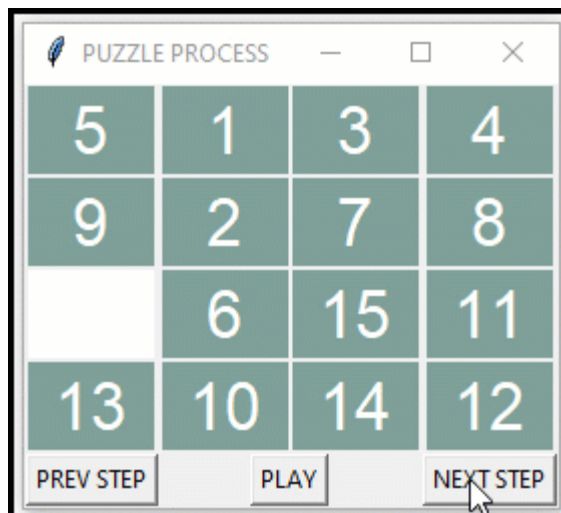 PUZZLE PROCESS
5 1 3 4
9 2 7 8
6 15 11
13 10 14 12
PREV STEP PLAY NEXT STEP